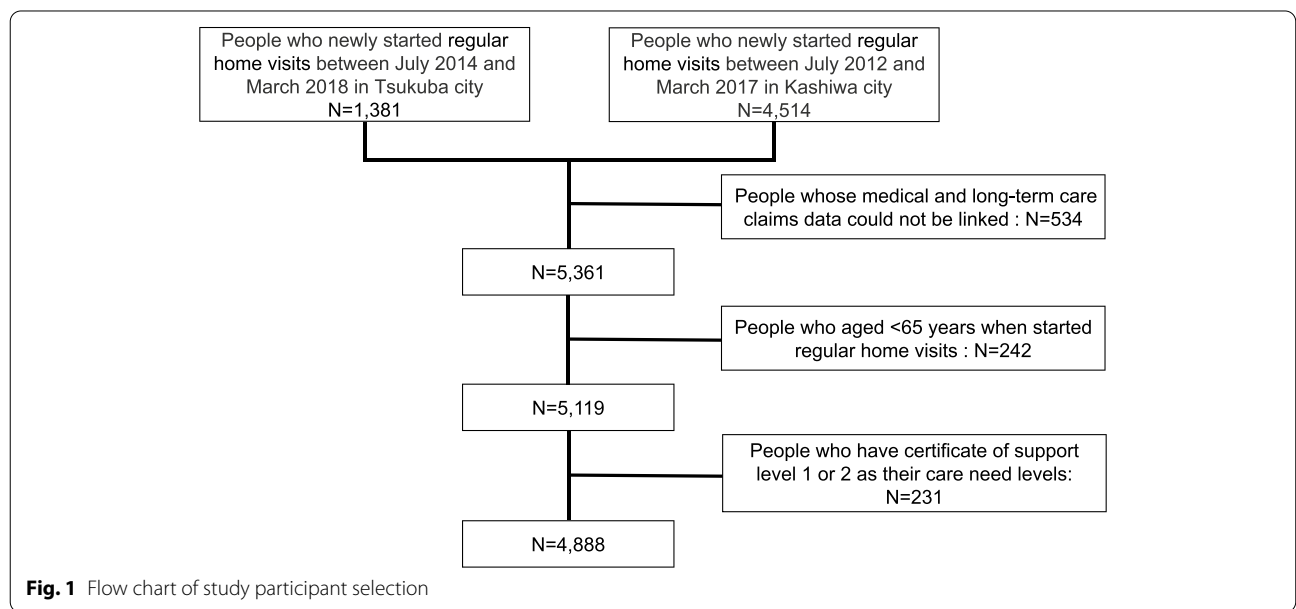 People who newly started regular
home visits between July 2014 and
March 2018 in Tsukuba city
N=1,381
People who newly started regular
home visits between July 2012 and
March 2017 in Kashiwa city
N=4,514
People whose medical and long-term care
claims data could not be linked : N=534
N=5,361
People who aged <65 years when started
regular home visits : N=242
N=5,119
People who have certificate of support
level 1 or 2 as their care need levels:
N=231
N=4,888
Fig. 1 Flow chart of study participant selection